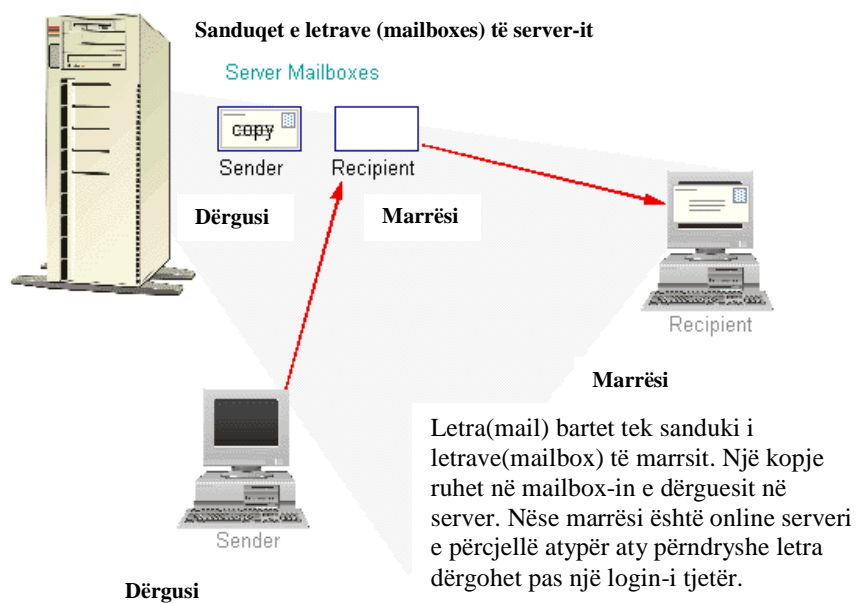 Sanduqet e letrave (mailboxes) të server-it
Server Mailboxes
copy
Sender Recipient
Dërgusi Marrësi
Recipient
Marrësi
Letra(mail) bartet tek sanduki i
letrave(mailbox) të marrsit. Një kopje
ruhet në mailbox-in e dërguesit në
server. Nëse marrësi është online serveri
e përcjellë atypër aty përndryshe letra
dërgohet pas një login-i tjetër.
Sender
Dërgusi